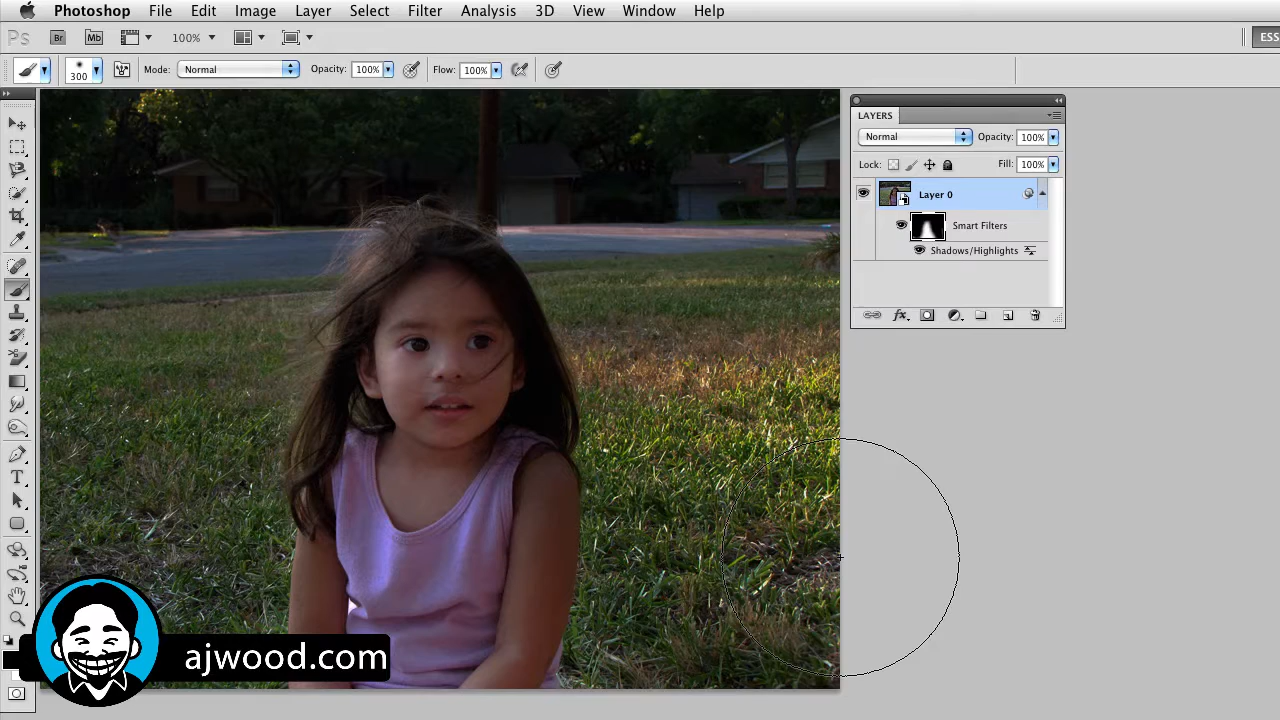 Photoshop File Edit Image Layer Select Filter Analysis 3D View Window Help
Ps Br Mb 100% ESS
300 Mode: Normal Opacity: 100% Flow: 100%
LAYERS
Normal Opacity: 100%
Lock: Fill: 100%
Layer 0
Smart Filters
Shadows/Highlights
fx
T
ajwood.com